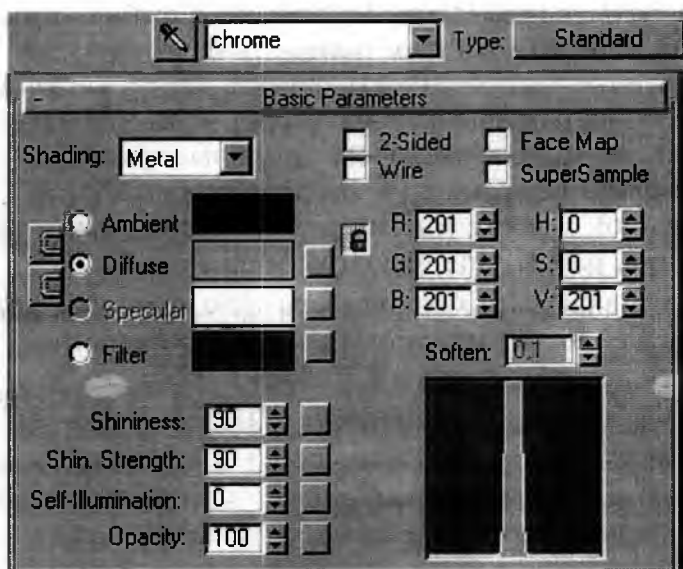 chrome Type: Standard
- Basic Parameters
Shading: Metal 2-Sided Face Map
Wire SuperSample
Ambient R: 201 H: 0
Diffuse G: 201 S: 0
Specular B: 201 V: 201
Filter Soften: 0.1
Shininess: 90
Shin. Strength: 90
Self-Illumination: 0
Opacity: 100